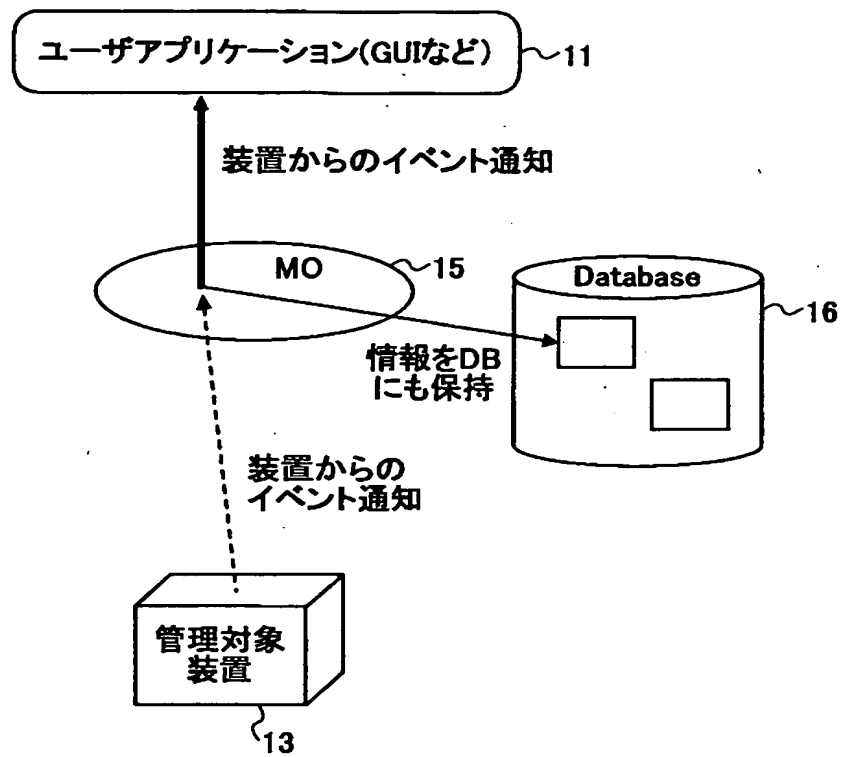 ユーザアプリケーション(GUIなど)
11
装置からのイベント通知
MO
15
Database
16
情報をDB
にも保持
装置からの
イベント通知
管理対象
装置
13